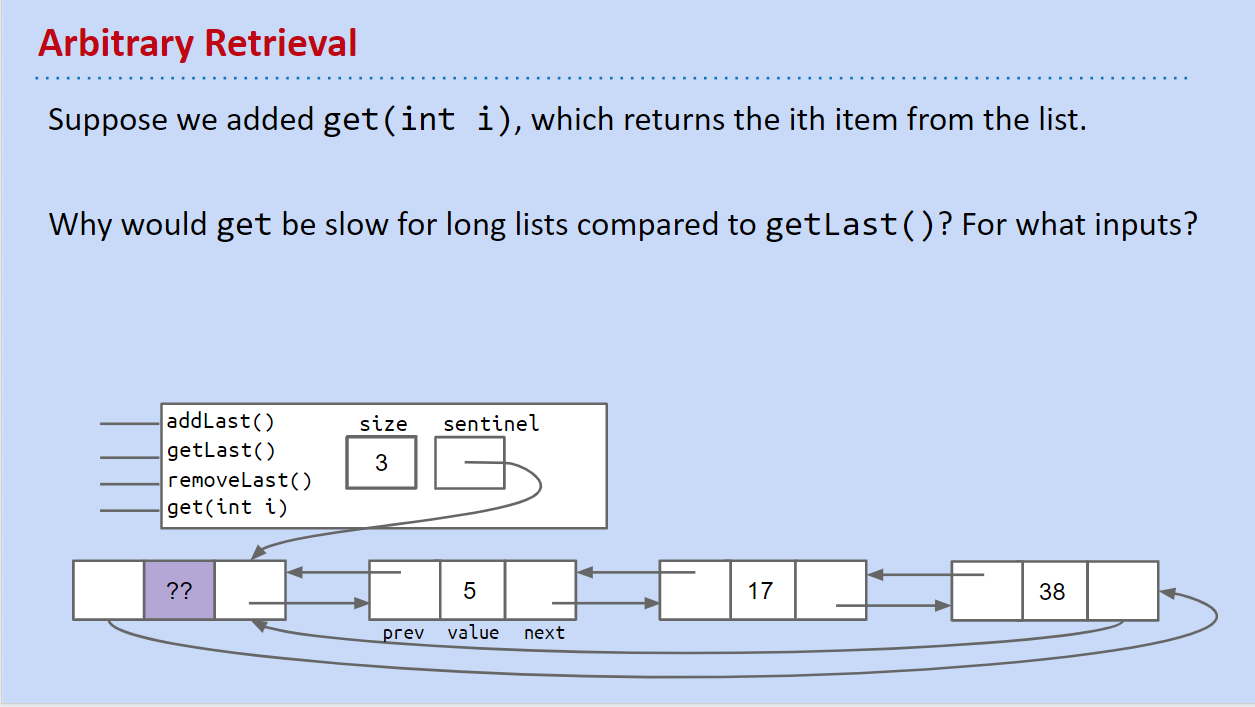 Arbitrary Retrieval
Suppose we added get(int i), which returns the ith item from the list.
Why would get be slow for long lists compared to getLast()? For what inputs?
addLast()
getLast()
removeLast()
get(int i)
size
3
sentinel
??
5
17
38
prev value next